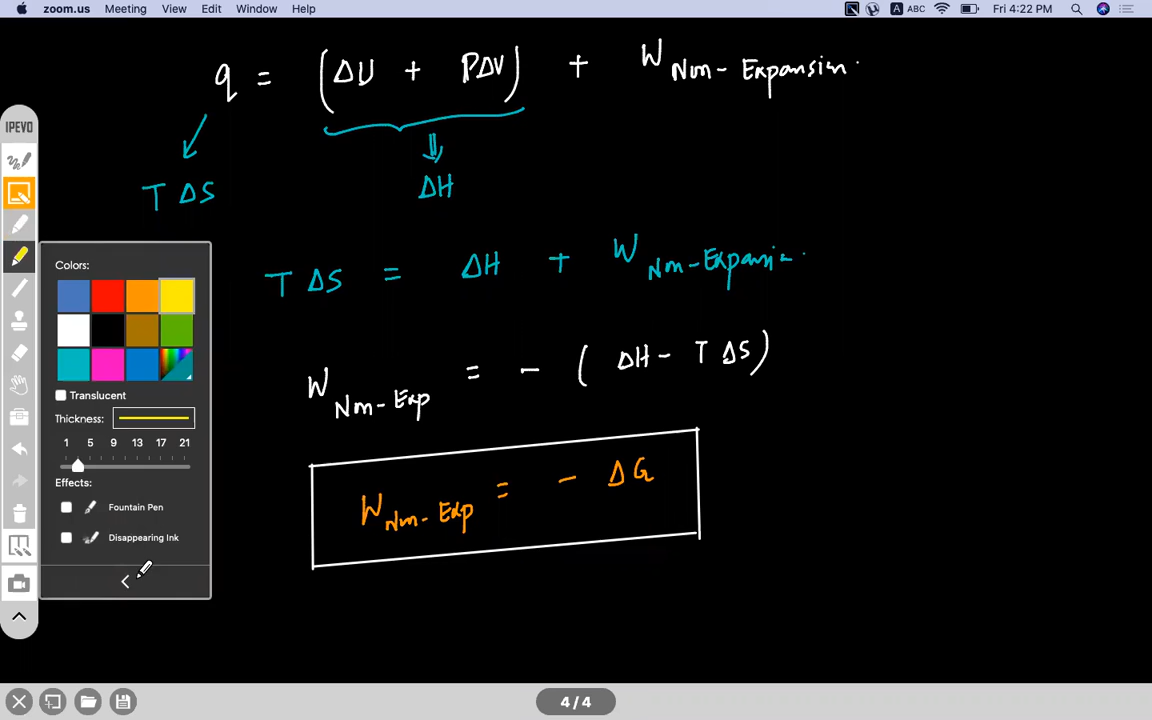 zoom.us Meeting View Edit Window Help ABC Fri 4:22 PM
q = (ΔU + PΔV) + W Non-Expansion.
IPEVO
TΔS ΔH
TΔS = ΔH + W Non-Expansion.
W Non-Exp = - (ΔH - TΔS)
W Non-Exp = - ΔG
Colors:
Translucent
Thickness:
1 5 9 13 17 21
Effects:
Fountain Pen
Disappearing Ink
4 / 4